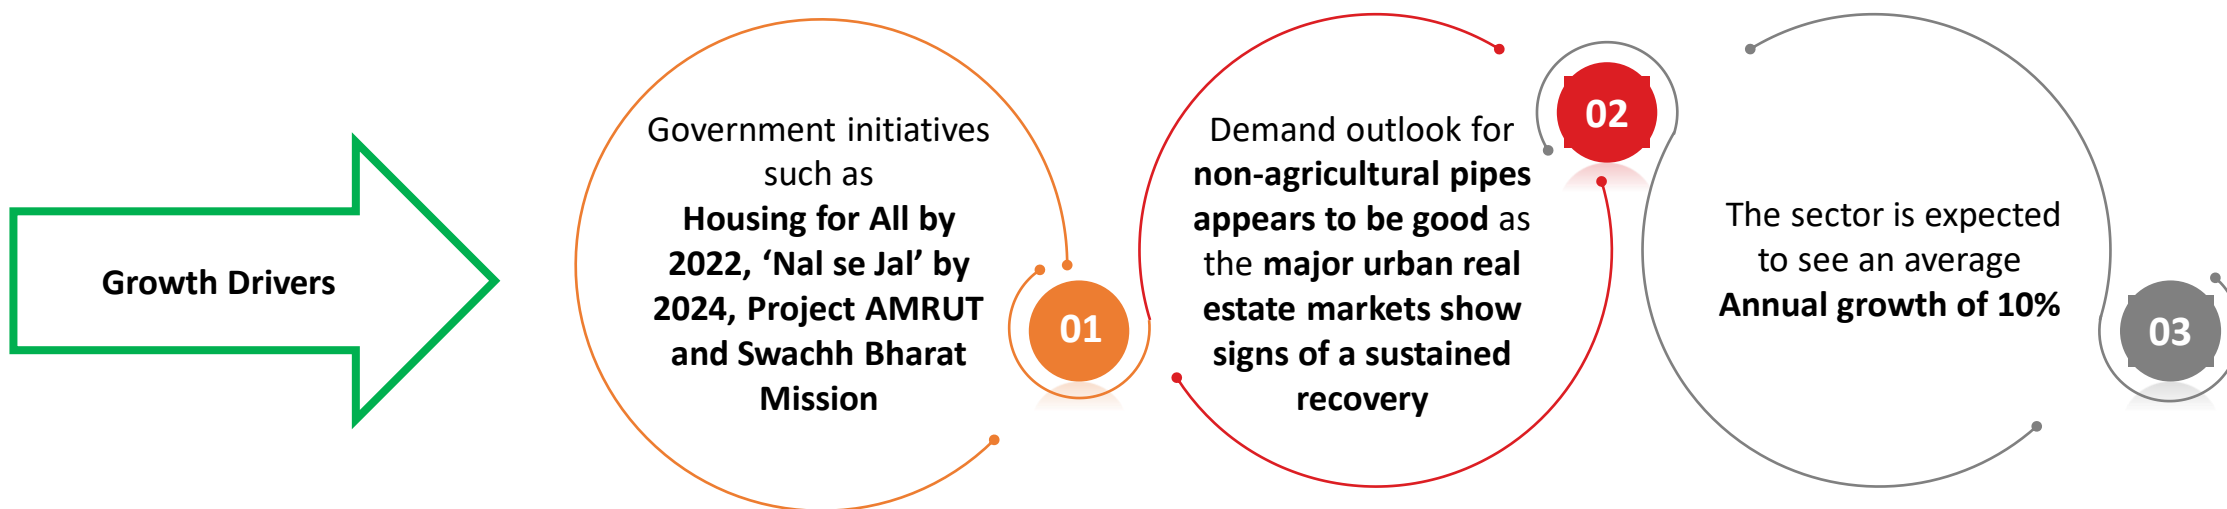 Growth Drivers
Government initiatives
such as
Housing for All by
2022, ‘Nal se Jal’ by
2024, Project AMRUT
and Swachh Bharat
Mission
01
Demand outlook for
non-agricultural pipes
appears to be good as
the major urban real
estate markets show
signs of a sustained
recovery
02
The sector is expected
to see an average
Annual growth of 10%
03